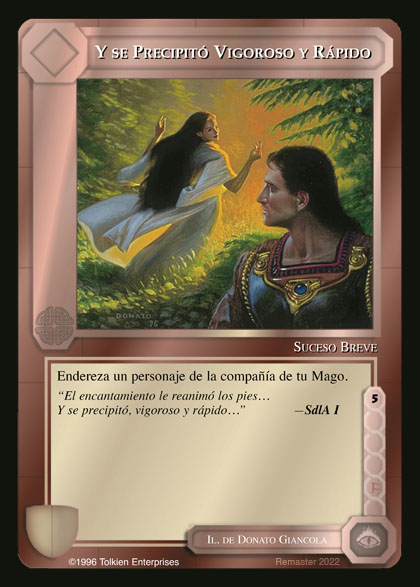 Y se Precipitó Vigoroso y Rápido
DONATO
96
Suceso Breve
Endereza un personaje de la compañía de tu Mago.
“El encantamiento le reanimó los pies…
Y se precipitó, vigoroso y rápido…” –SdlA I
5
F
Il. de Donato Giancola
©1996 Tolkien Enterprises
Remaster 2022